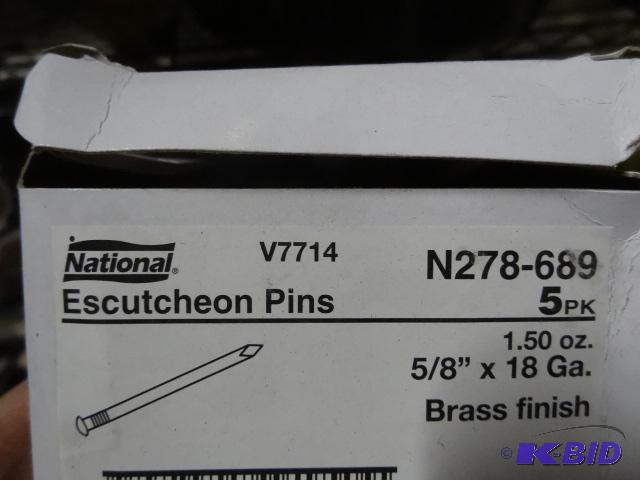 National®
V7714
N278-689
Escutcheon Pins
5PK
1.50 oz.
5/8" x 18 Ga.
Brass finish
© K-BID